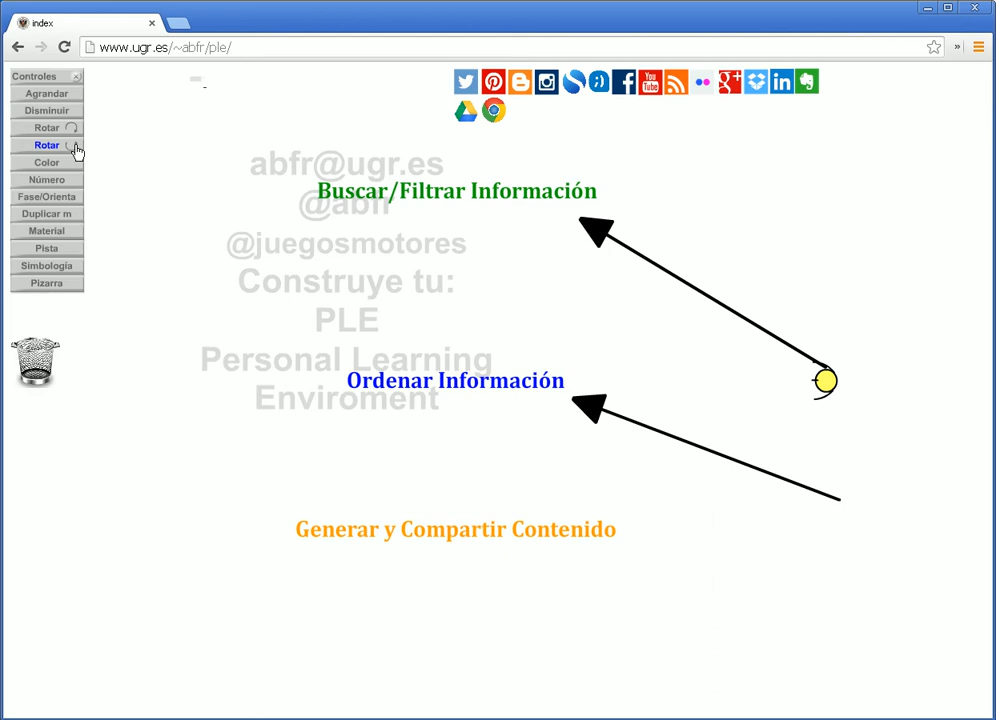 index
www.ugr.es/~abfr/ple/
Controles
Agrandar
Disminuir
Rotar
Rotar
Color
Número
Fase/Orienta
Duplicar m
Material
Pista
Simbología
Pizarra
You
Tube
abfr@ugr.es
Buscar/Filtrar Información
@abfr
@juegosmotores
Construye tu:
PLE
Personal Learning
Ordenar Información
Enviroment
Generar y Compartir Contenido